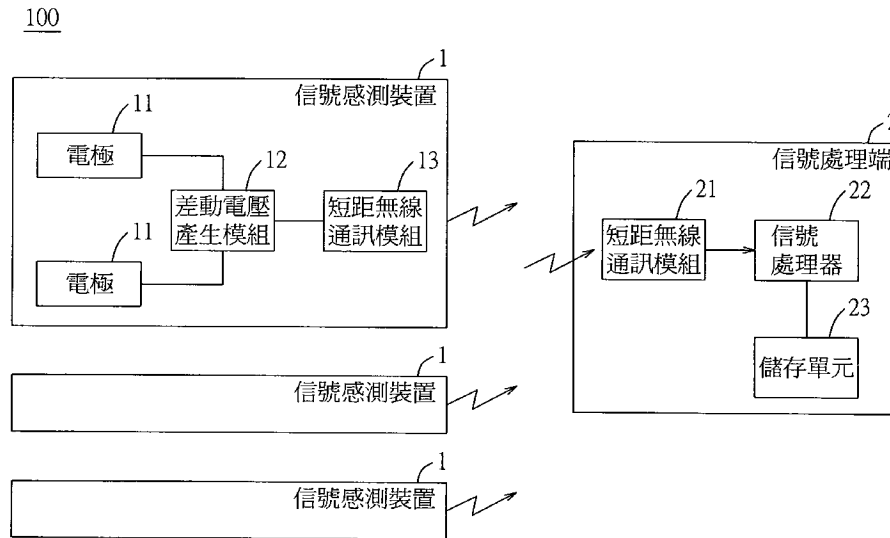 100
1
信號感測裝置
11
電極
12
差動電壓
產生模組
13
短距無線
通訊模組
11
電極
2
信號處理端
21
短距無線
通訊模組
22
信號
處理器
23
儲存單元
1
信號感測裝置
1
信號感測裝置